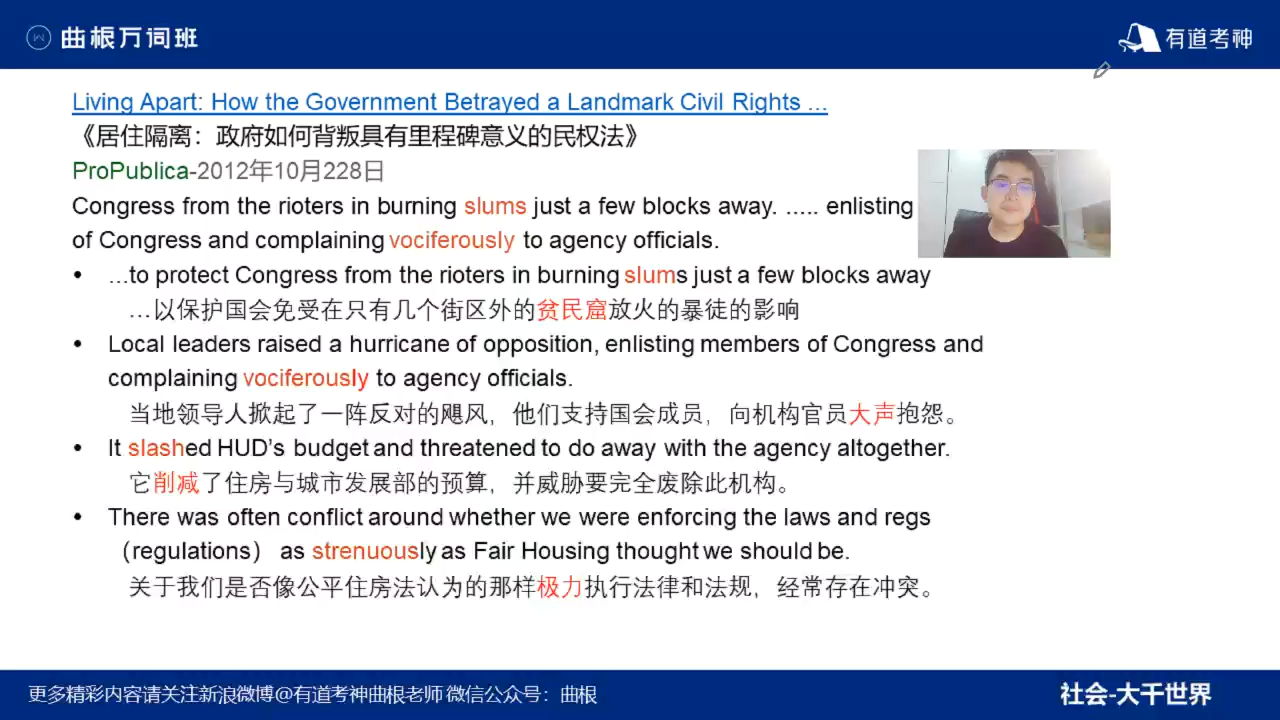 曲根万词班
有道考神
Living Apart: How the Government Betrayed a Landmark Civil Rights ...
《居住隔离：政府如何背叛具有里程碑意义的民权法》
ProPublica-2012年10月228日
Congress from the rioters in burning slums just a few blocks away. ..... enlisting
of Congress and complaining vociferously to agency officials.
• ...to protect Congress from the rioters in burning slums just a few blocks away
...以保护国会免受在只有几个街区外的贫民窟放火的暴徒的影响
• Local leaders raised a hurricane of opposition, enlisting members of Congress and
complaining vociferously to agency officials.
当地领导人掀起了一阵反对的飓风，他们支持国会成员，向机构官员大声抱怨。
• It slashed HUD's budget and threatened to do away with the agency altogether.
它削减了住房与城市发展部的预算，并威胁要完全废除此机构。
• There was often conflict around whether we were enforcing the laws and regs
（regulations） as strenuously as Fair Housing thought we should be.
关于我们是否像公平住房法认为的那样极力执行法律和法规，经常存在冲突。
更多精彩内容请关注新浪微博@有道考神曲根老师 微信公众号：曲根
社会-大千世界